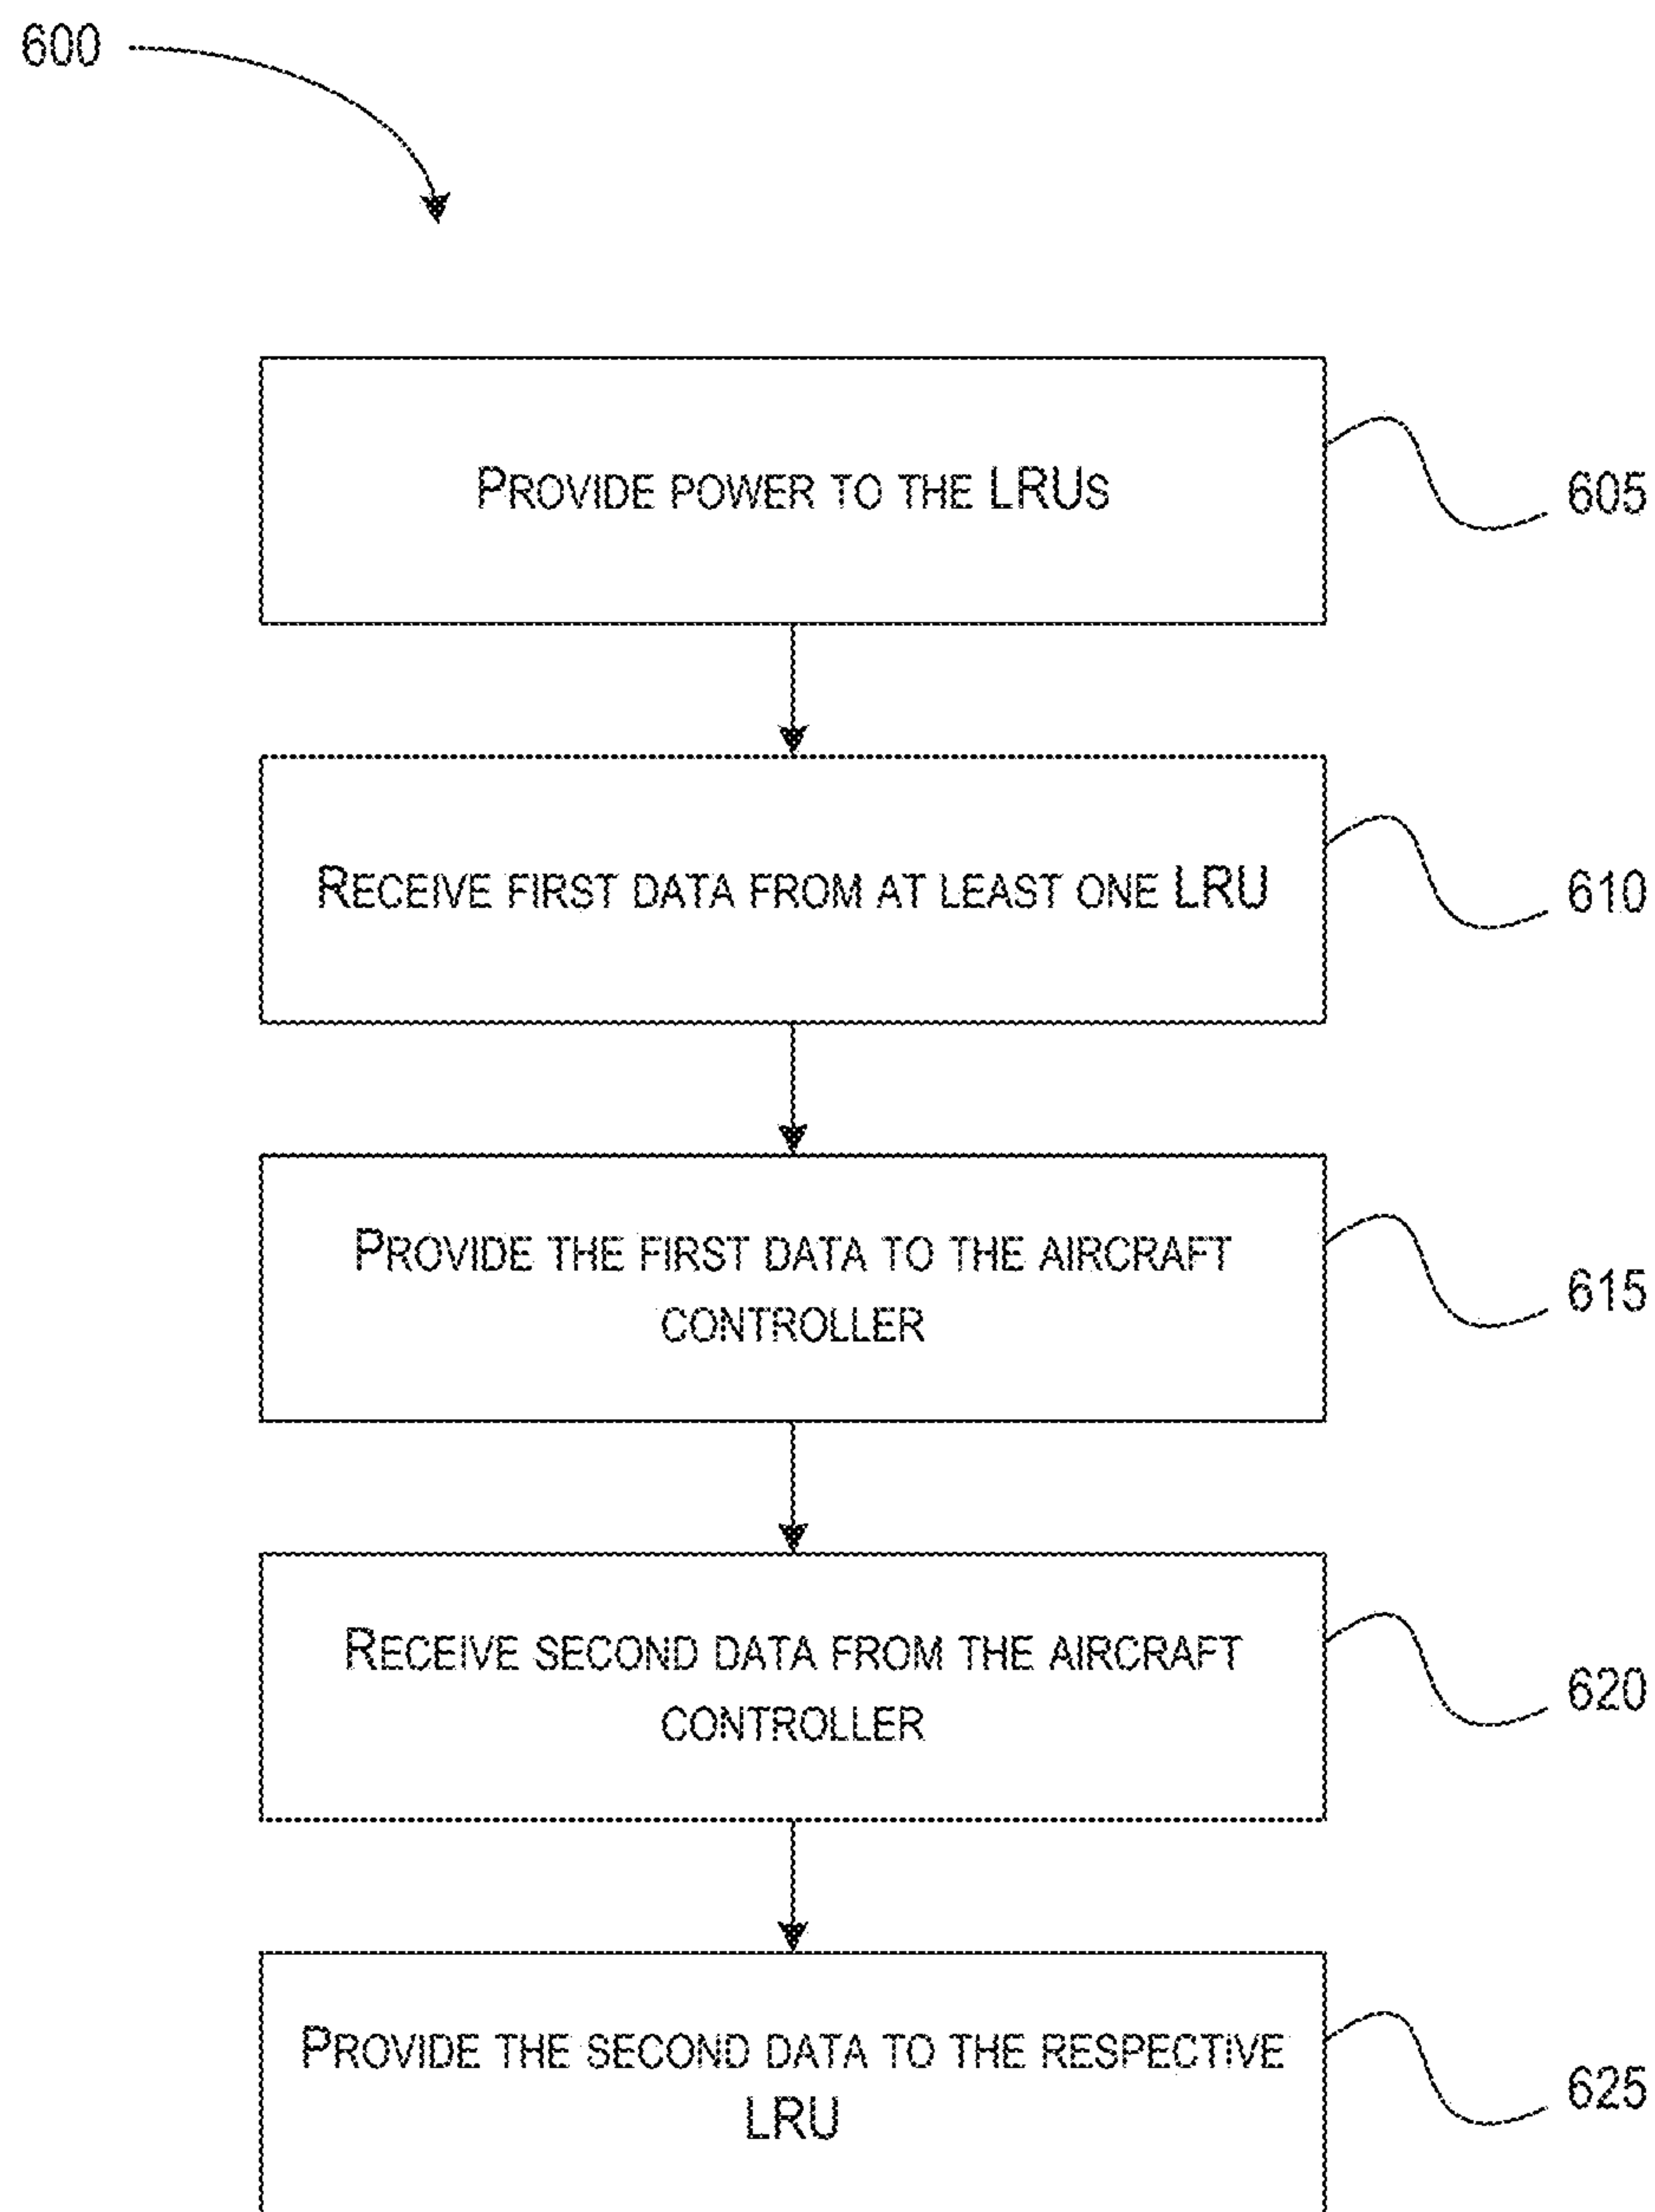 600
PROVIDE POWER TO THE LRUS
605
RECEIVE FIRST DATA FROM AT LEAST ONE LRU
610
PROVIDE THE FIRST DATA TO THE AIRCRAFT
CONTROLLER
615
RECEIVE SECOND DATA FROM THE AIRCRAFT
CONTROLLER
620
PROVIDE THE SECOND DATA TO THE RESPECTIVE
LRU
625